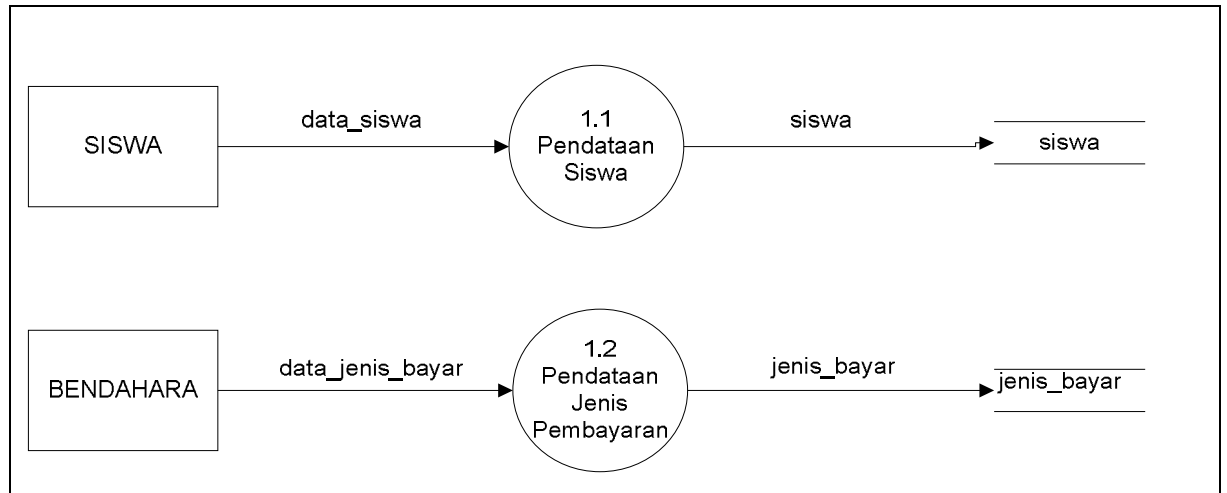 SISWA
data_siswa
1.1
Pendataan
Siswa
siswa
siswa
BENDAHARA
data_jenis_bayar
1.2
Pendataan
Jenis
Pembayaran
jenis_bayar
jenis_bayar